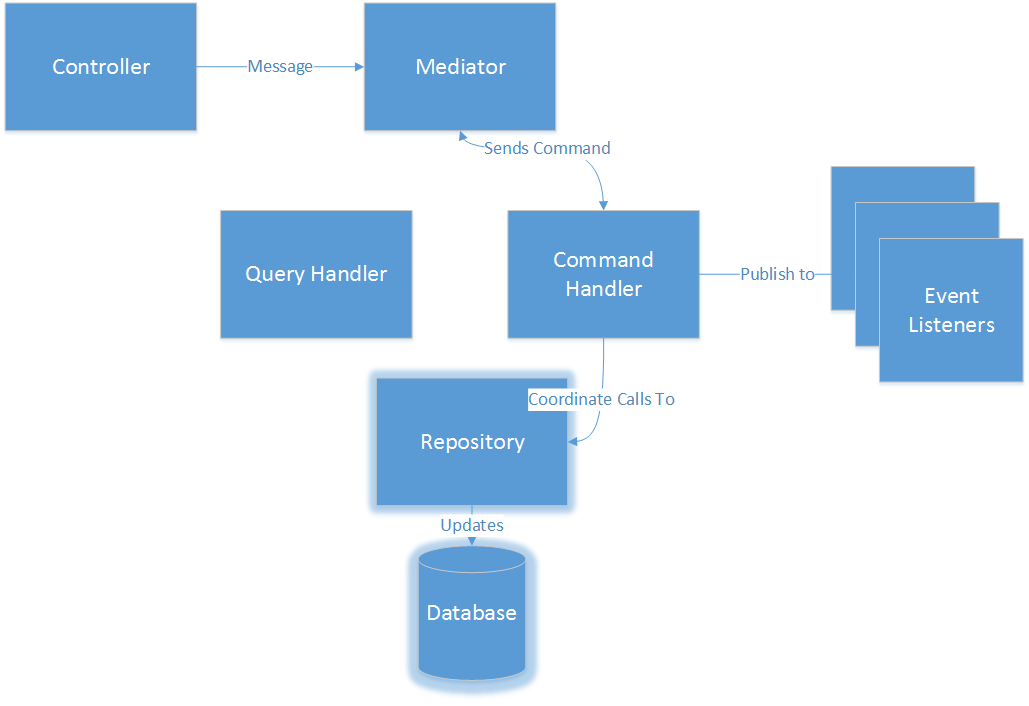 Controller
Message
Mediator
Sends Command
Query Handler
Command
Handler
Publish to
Event
Listeners
Coordinate Calls To
Repository
Updates
Database